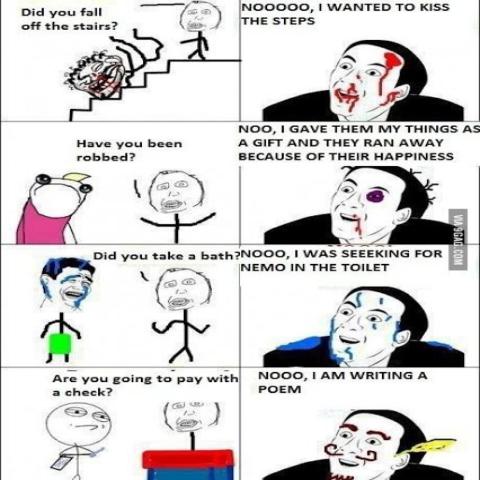 Did you fall
off the stairs?
NOOOOO, I WANTED TO KISS
THE STEPS
Have you been
robbed?
NOO, I GAVE THEM MY THINGS AS
A GIFT AND THEY RAN AWAY
BECAUSE OF THEIR HAPPINESS
VIA 9GAG.COM
Did you take a bath?
NOOO, I WAS SEEEKING FOR
NEMO IN THE TOILET
Are you going to pay with
a check?
NOOO, I AM WRITING A
POEM